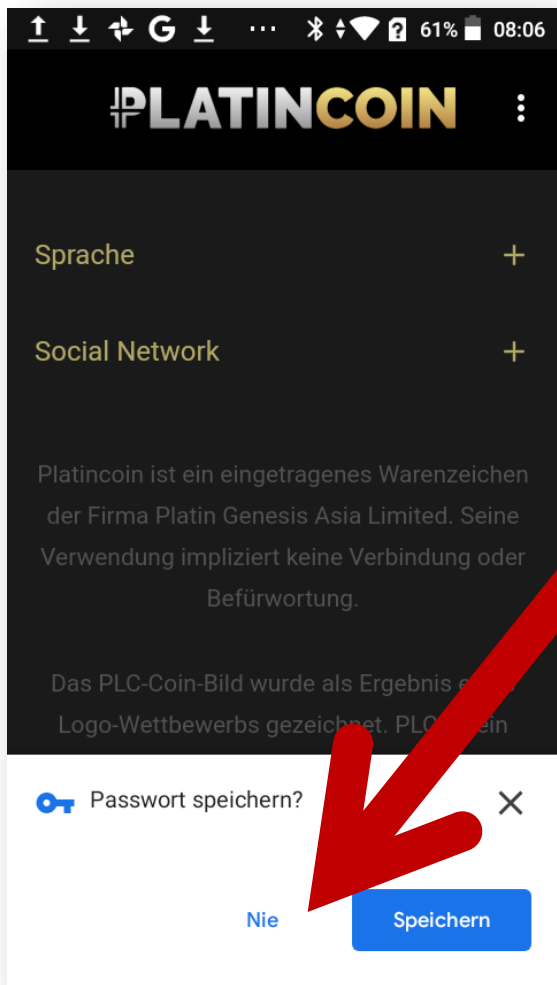 61% 08:06
PLATINCOIN
Sprache
Social Network
Platincoin ist ein eingetragenes Warenzeichen
der Firma Platin Genesis Asia Limited. Seine
Verwendung impliziert keine Verbindung oder
Befürwortung.
Das PLC-Coin-Bild wurde als Ergebnis
Logo-Wettbewerbs gezeichnet.
Passwort speichern?
Nie
Speichern